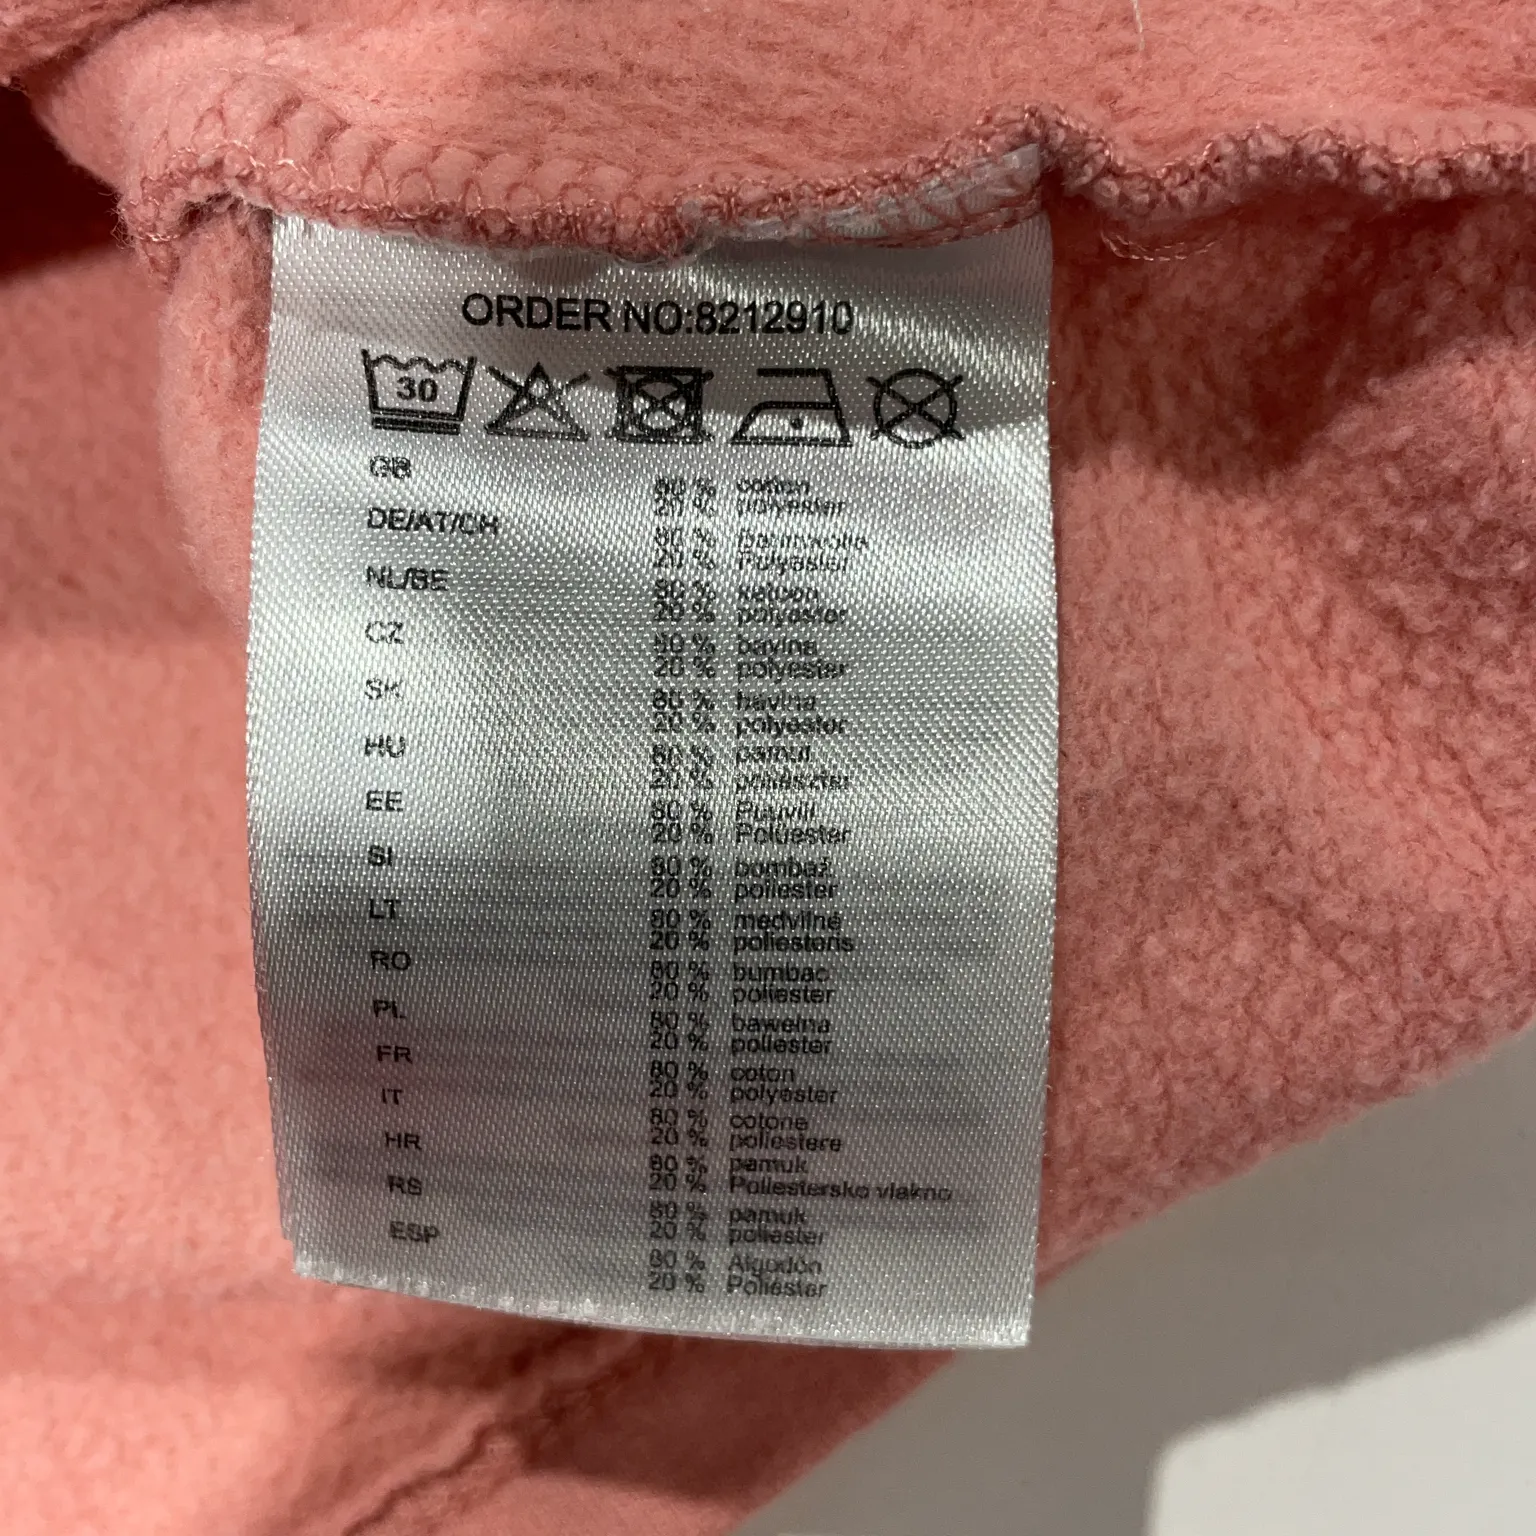 ORDER NO:8212910
30
GB
80 % cotton
20 % polyester
DE/AT/CH
80 % Baumwolle
20 % Polyester
NL/BE
80 % katoen
20 % polyester
CZ
80 % bavlna
20 % polyester
SK
80 % bavlna
20 % polyester
HU
80 % pamut
20 % poliészter
EE
80 % Puuvill
20 % Polüester
SI
80 % bombaž
20 % poliester
LT
80 % medvilnė
20 % poliesteris
RO
80 % bumbac
20 % poliester
PL
80 % bawełna
20 % poliester
FR
80 % coton
20 % polyester
IT
80 % cotone
20 % poliestere
HR
80 % pamuk
20 % Poliestersko vlakno
RS
80 % pamuk
20 % poliester
ESP
80 % Algodón
20 % Poliéster